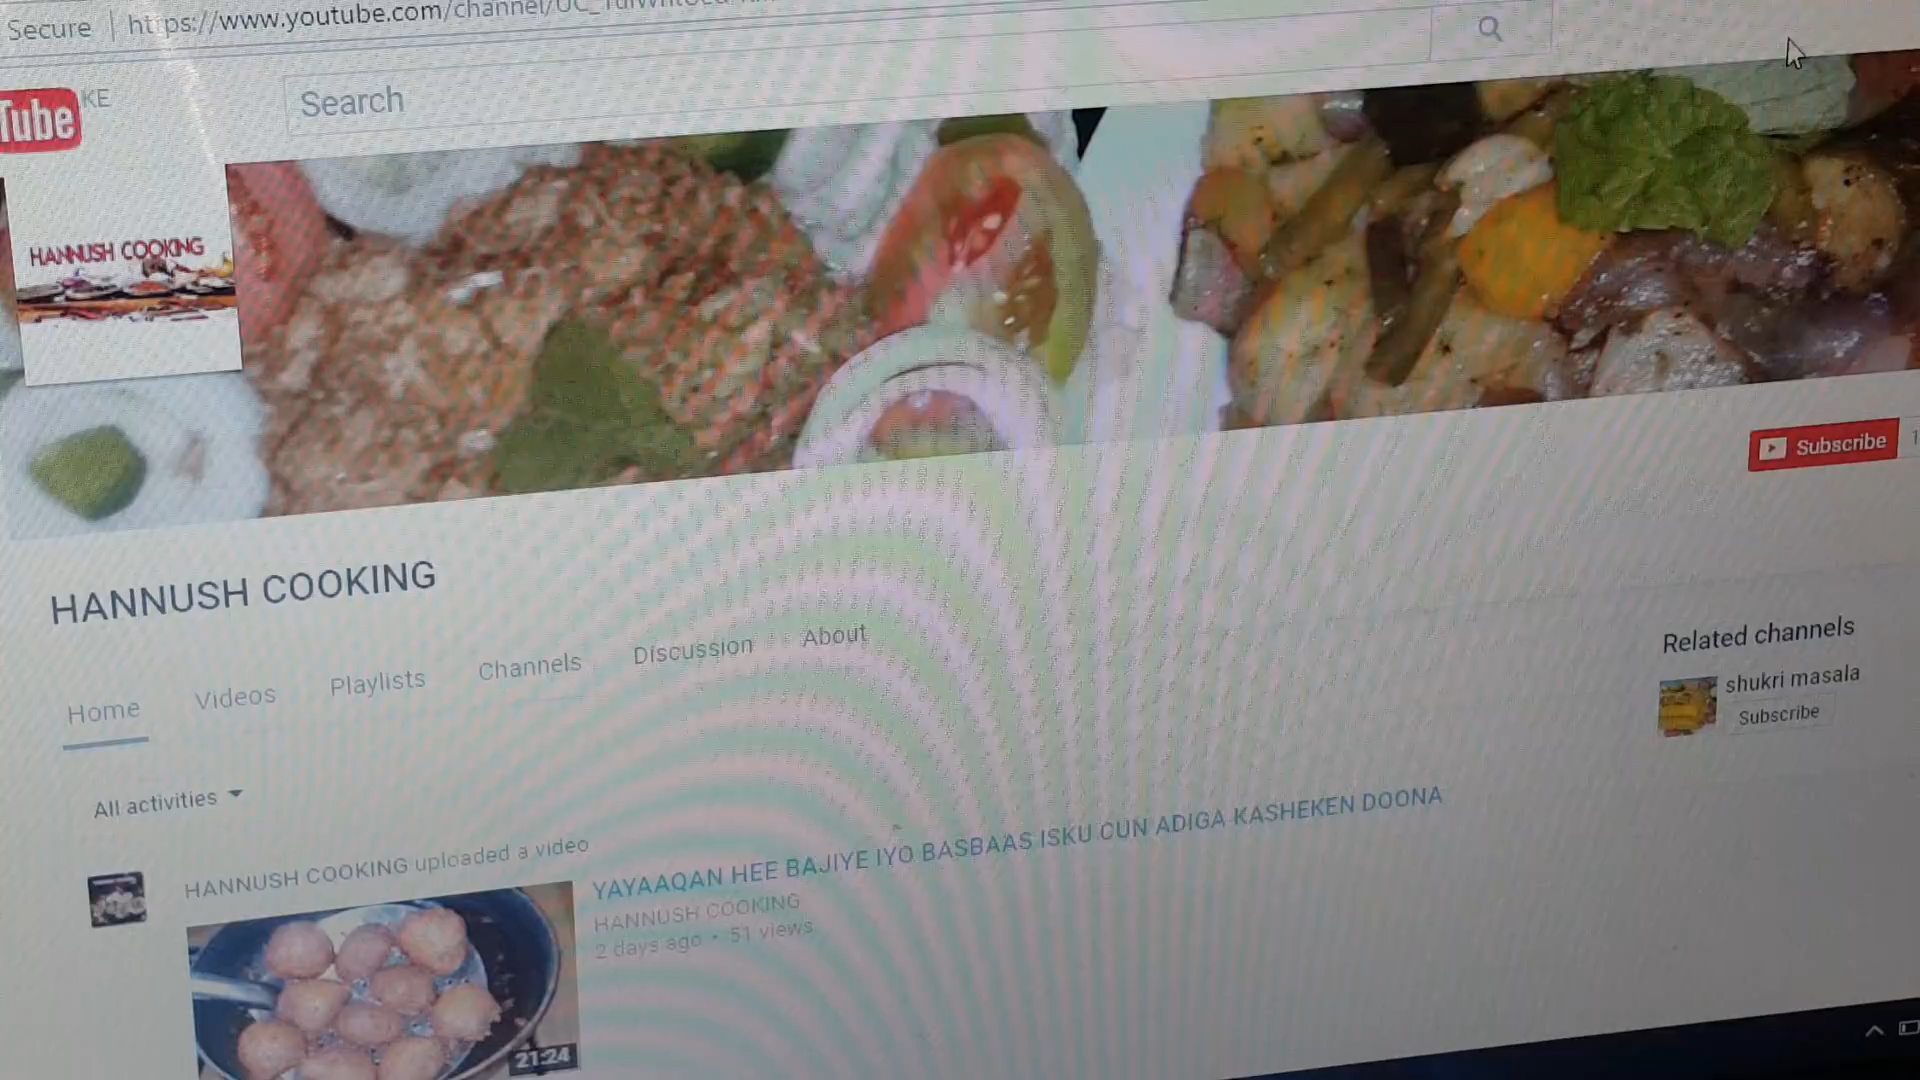 Secure | https://www.youtube.com/channel/
Tube KE
Search
HANNUSH COOKING
Subscribe
HANNUSH COOKING
Home Videos Playlists Channels Discussion About
Related channels
shukri masala
Subscribe
All activities
HANNUSH COOKING uploaded a video
YAYAAQAN HEE BAJIYE IYO BASBAAS ISKU CUN ADIGA KASHEKEN DOONA
HANNUSH COOKING
2 days ago • 51 views
21:24